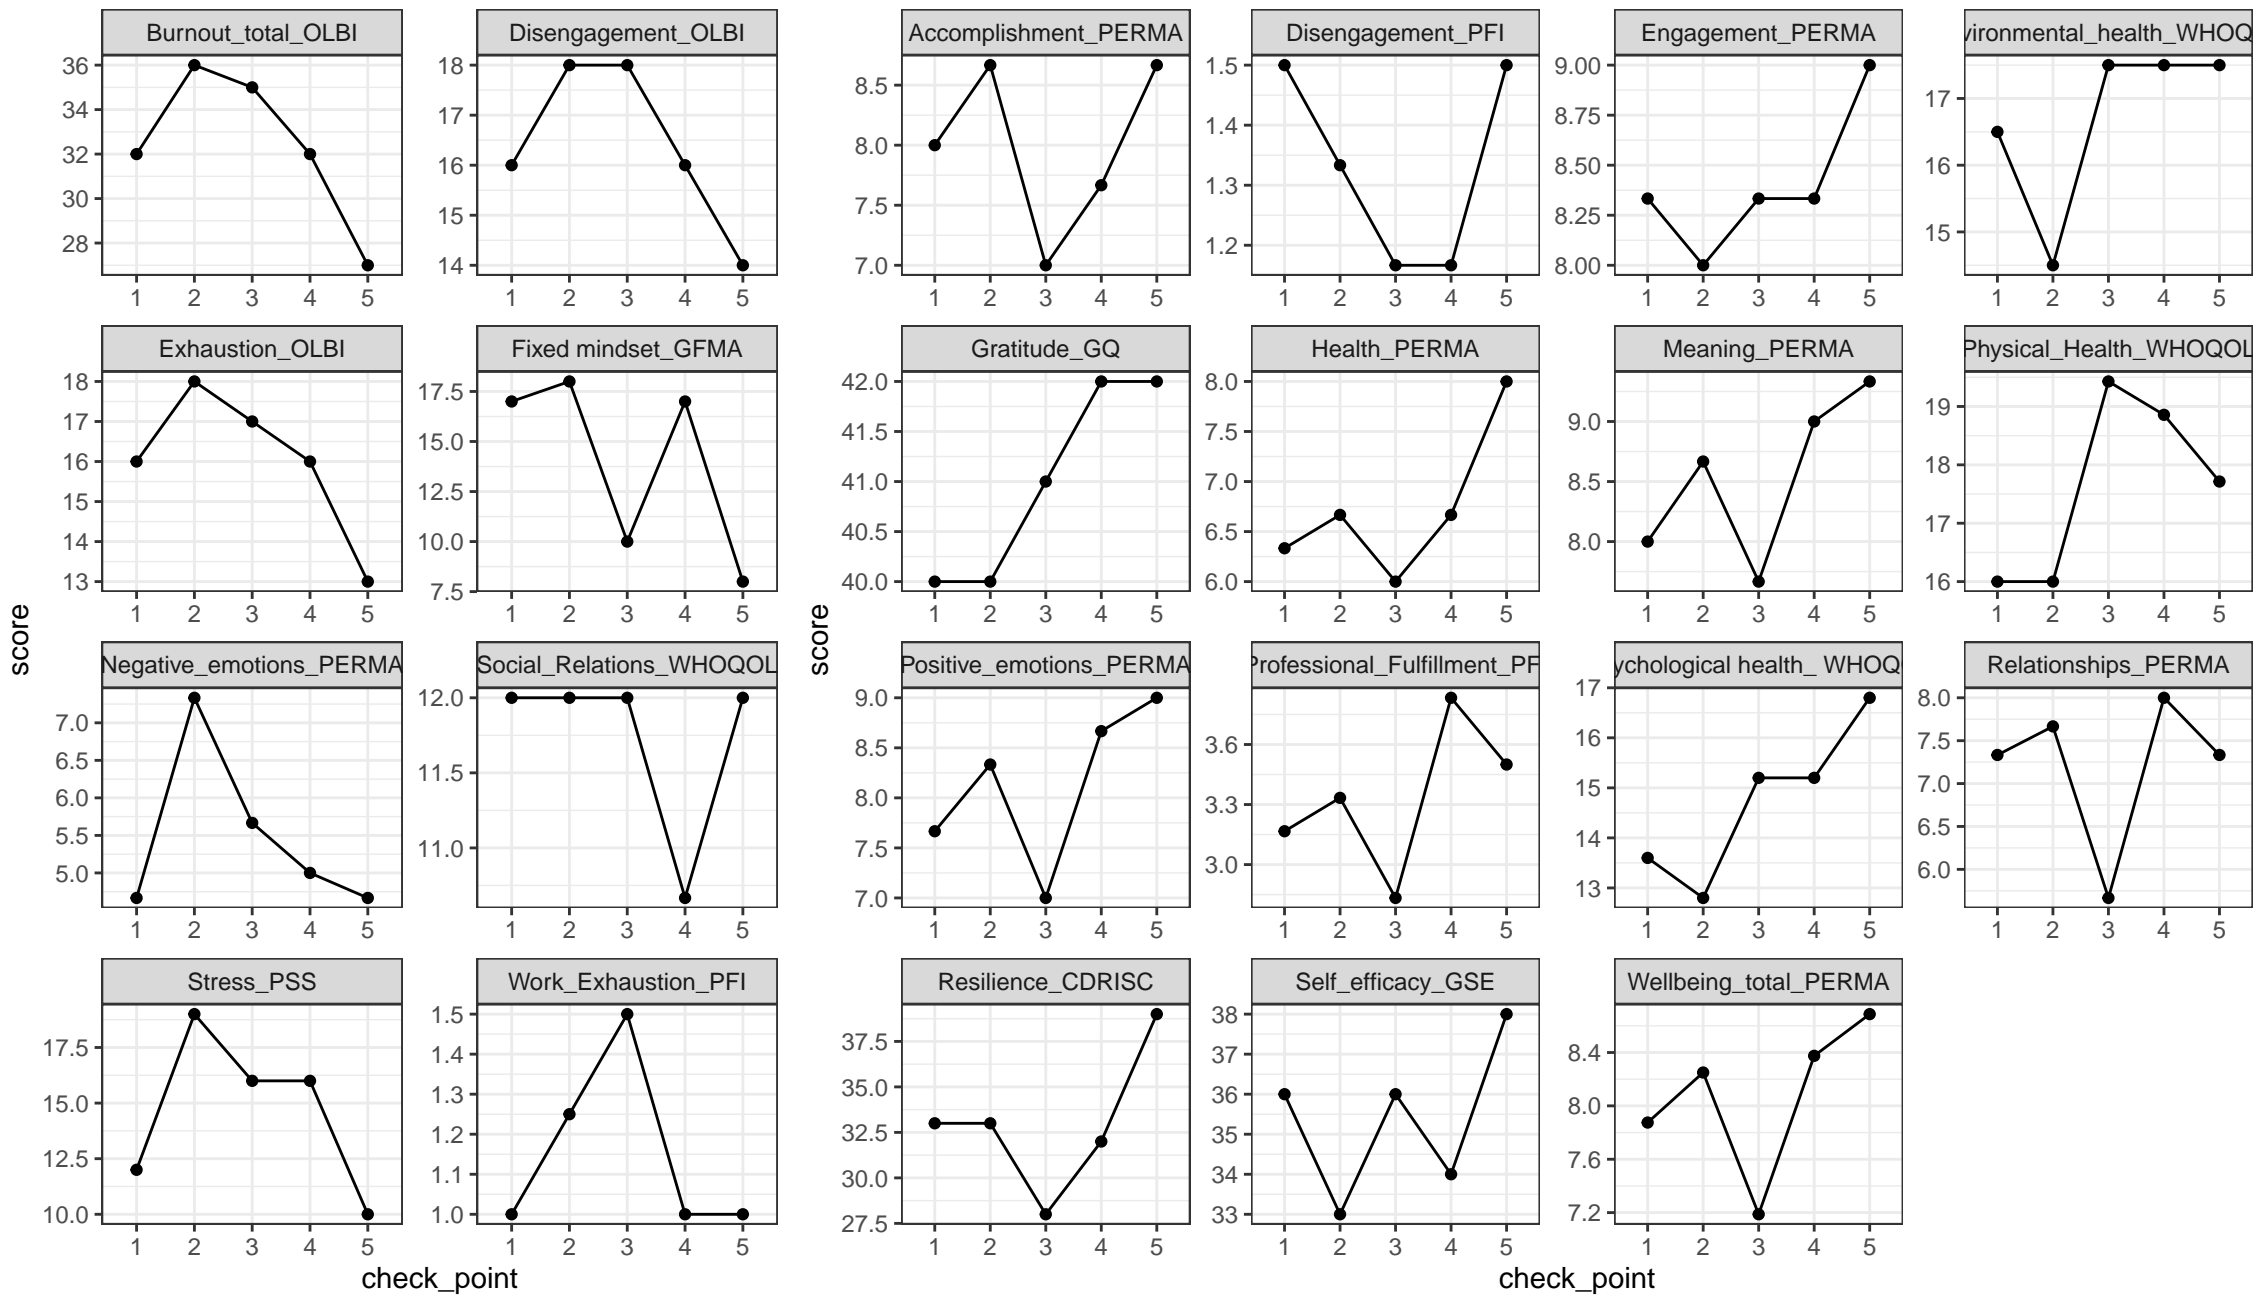 Burnout_total_OLBI
Disengagement_OLBI
Accomplishment_PERMA
Disengagement_PFI
Engagement_PERMA
vironmental_health_WHOQ
36
34
32
30
28
18
17
16
15
14
8.5
8.0
7.5
7.0
1.5
1.4
1.3
1.2
9.00
8.75
8.50
8.25
8.00
17
16
15
1 2 3 4 5
1 2 3 4 5
1 2 3 4 5
1 2 3 4 5
1 2 3 4 5
1 2 3 4 5
Exhaustion_OLBI
Fixed mindset_GFMA
Gratitude_GQ
Health_PERMA
Meaning_PERMA
Physical_Health_WHOQOL
18
17
16
15
14
13
17.5
15.0
12.5
10.0
7.5
42.0
41.5
41.0
40.5
40.0
8.0
7.5
7.0
6.5
6.0
9.0
8.5
8.0
19
18
17
16
1 2 3 4 5
1 2 3 4 5
1 2 3 4 5
1 2 3 4 5
1 2 3 4 5
1 2 3 4 5
score
score
Negative_emotions_PERMA
Social_Relations_WHOQOL
Positive_emotions_PERMA
Professional_Fulfillment_PF
ychological health_ WHOQ
Relationships_PERMA
7.0
6.5
6.0
5.5
5.0
12.0
11.5
11.0
9.0
8.5
8.0
7.5
7.0
3.6
3.3
3.0
17
16
15
14
13
8.0
7.5
7.0
6.5
6.0
1 2 3 4 5
1 2 3 4 5
1 2 3 4 5
1 2 3 4 5
1 2 3 4 5
1 2 3 4 5
Stress_PSS
Work_Exhaustion_PFI
Resilience_CDRISC
Self_efficacy_GSE
Wellbeing_total_PERMA
17.5
15.0
12.5
10.0
1.5
1.4
1.3
1.2
1.1
1.0
37.5
35.0
32.5
30.0
27.5
38
37
36
35
34
33
8.4
8.0
7.6
7.2
1 2 3 4 5
1 2 3 4 5
1 2 3 4 5
1 2 3 4 5
1 2 3 4 5
check_point
check_point